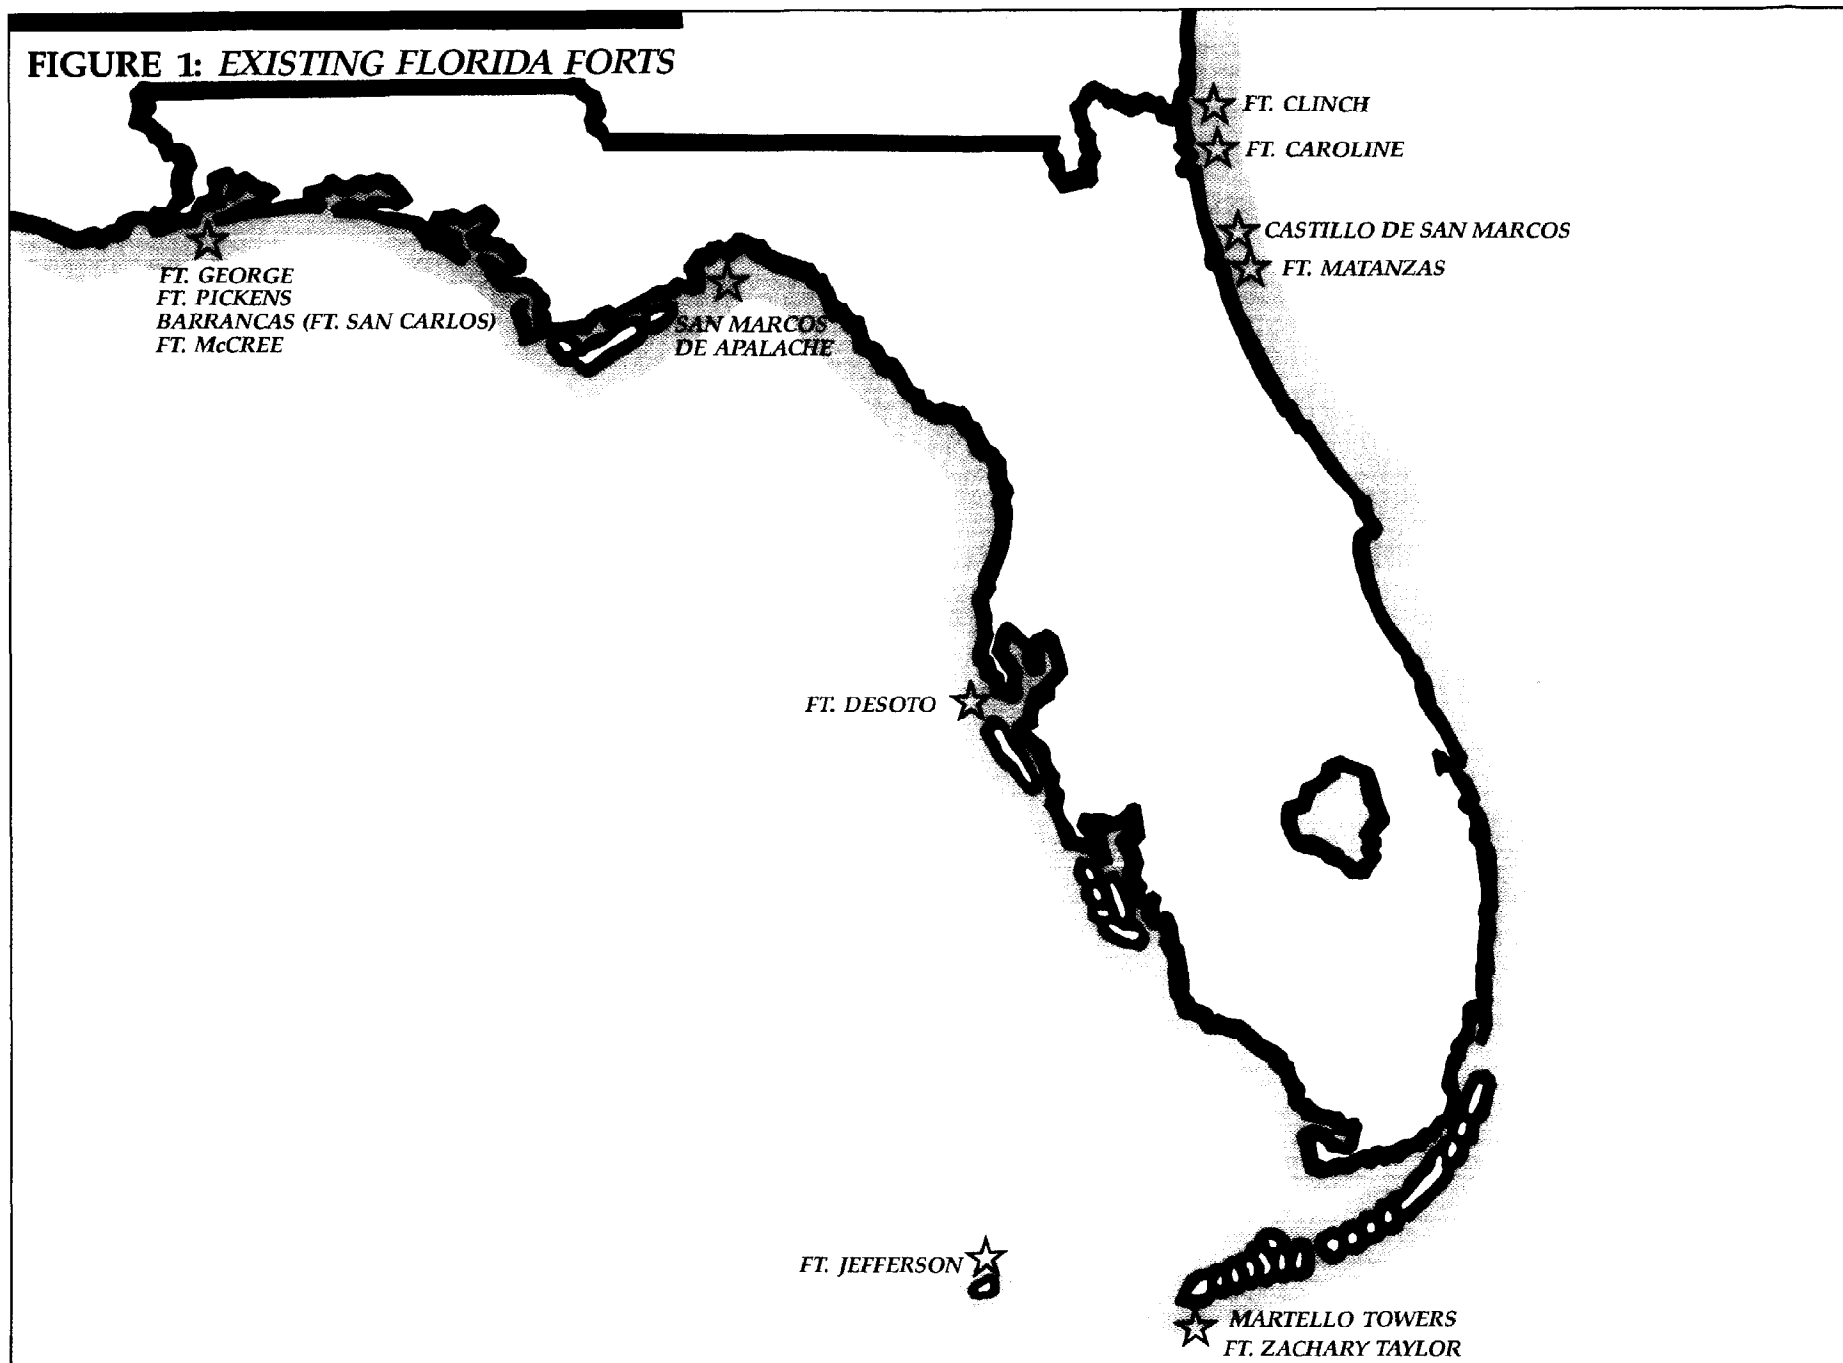 FIGURE 1: EXISTING FLORIDA FORTS
FT. CLINCH
FT. CAROLINE
CASTILLO DE SAN MARCOS
FT. MATANZAS
FT. GEORGE
FT. PICKENS
BARRANCAS (FT. SAN CARLOS)
FT. McCREE
SAN MARCOS
DE APALACHE
FT. DESOTO
FT. JEFFERSON
MARTELLO TOWERS
FT. ZACHARY TAYLOR